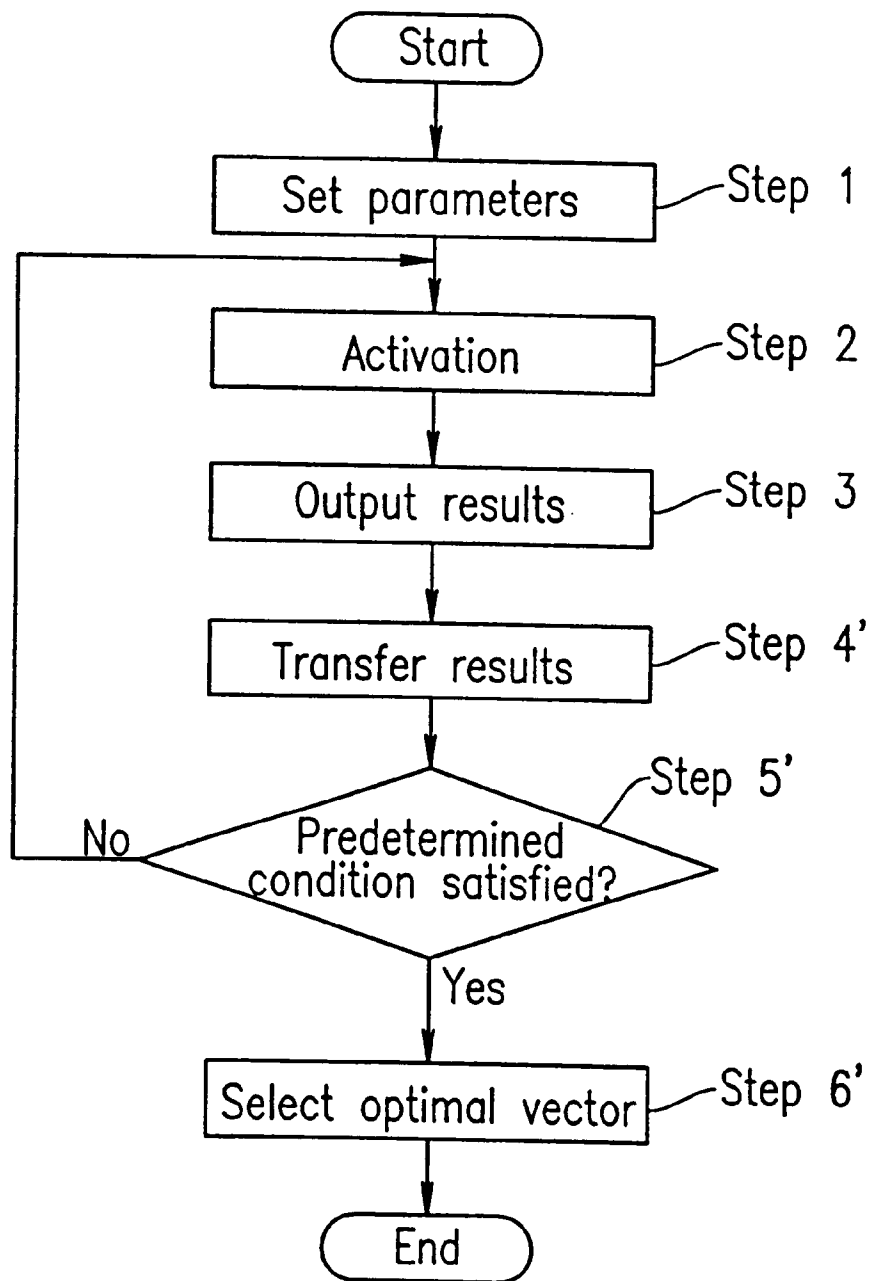 Start
Set parameters
Step 1
Activation
Step 2
Output results
Step 3
Transfer results
Step 4'
Step 5'
Predetermined
condition satisfied?
No
Yes
Select optimal vector
Step 6'
End